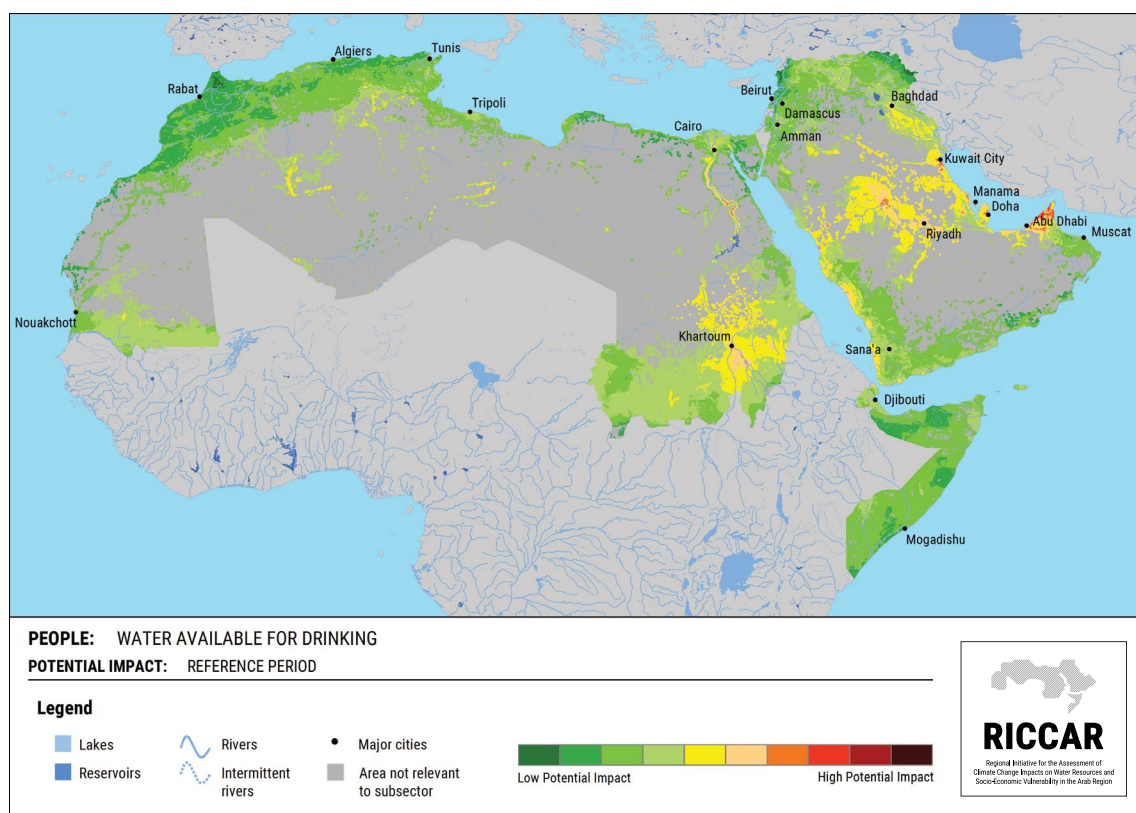 Algiers
Tunis
Rabat
Tripoli
Beirut
Damascus
Amman
Baghdad
Cairo
Kuwait City
Manama
Doha
Abu Dhabi
Muscat
Riyadh
Nouakchott
Khartoum
Sana'a
Djibouti
Mogadishu
PEOPLE: WATER AVAILABLE FOR DRINKING
POTENTIAL IMPACT: REFERENCE PERIOD
Legend
Lakes
Reservoirs
Rivers
Intermittent
rivers
Major cities
Area not relevant
to subsector
Low Potential Impact
High Potential Impact
RICCAR
Regional Initiative for the Assessment of
Climate Change Impacts on Water Resources and
Socio-Economic Vulnerability in the Arab Region